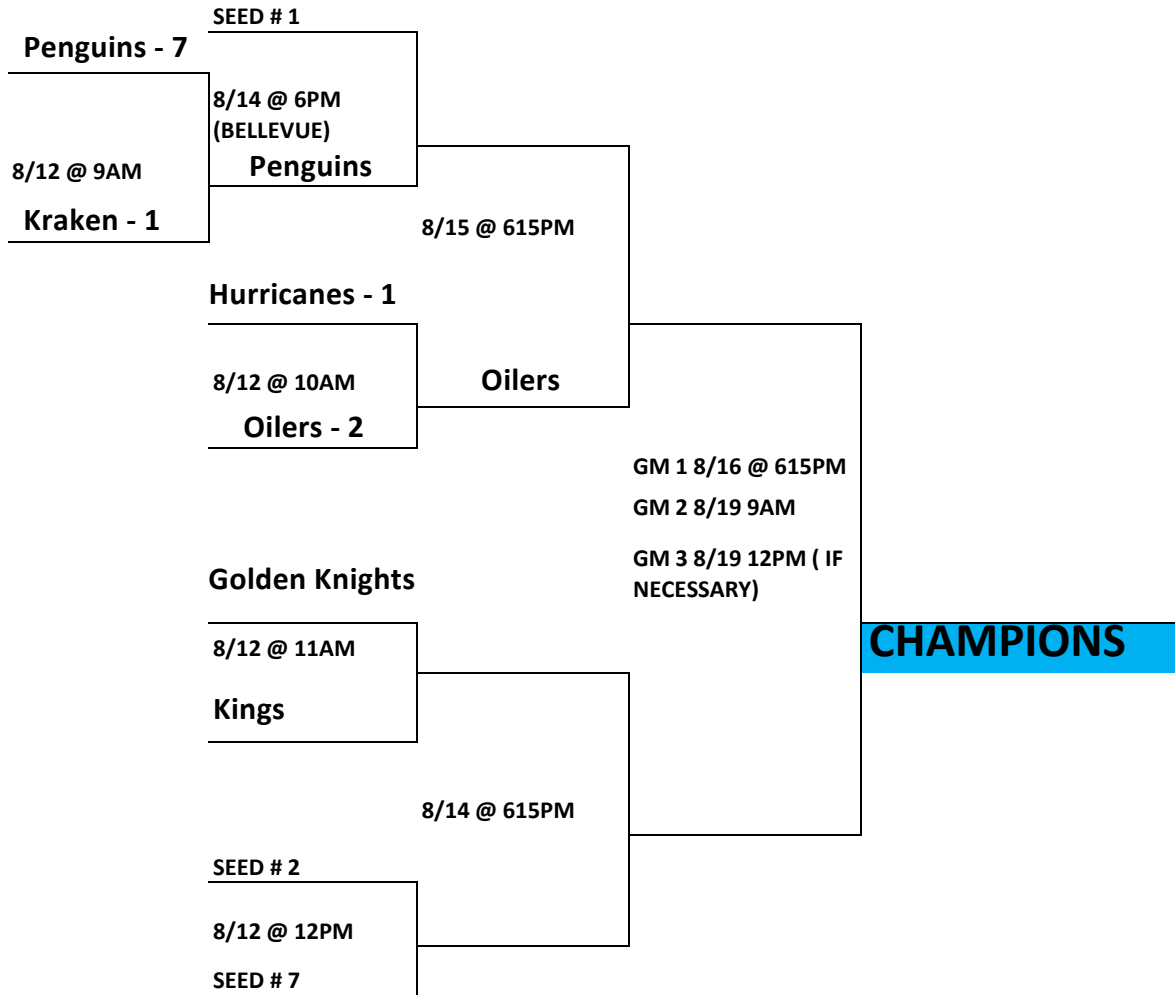 SEED # 1
Penguins - 7
8/14 @ 6PM
(BELLEVUE)
8/12 @ 9AM
Penguins
Kraken - 1
8/15 @ 615PM
Hurricanes - 1
8/12 @ 10AM
Oilers
Oilers - 2
GM 1 8/16 @ 615PM
GM 2 8/19 9AM
GM 3 8/19 12PM ( IF
NECESSARY)
Golden Knights
8/12 @ 11AM
CHAMPIONS
Kings
8/14 @ 615PM
SEED # 2
8/12 @ 12PM
SEED # 7